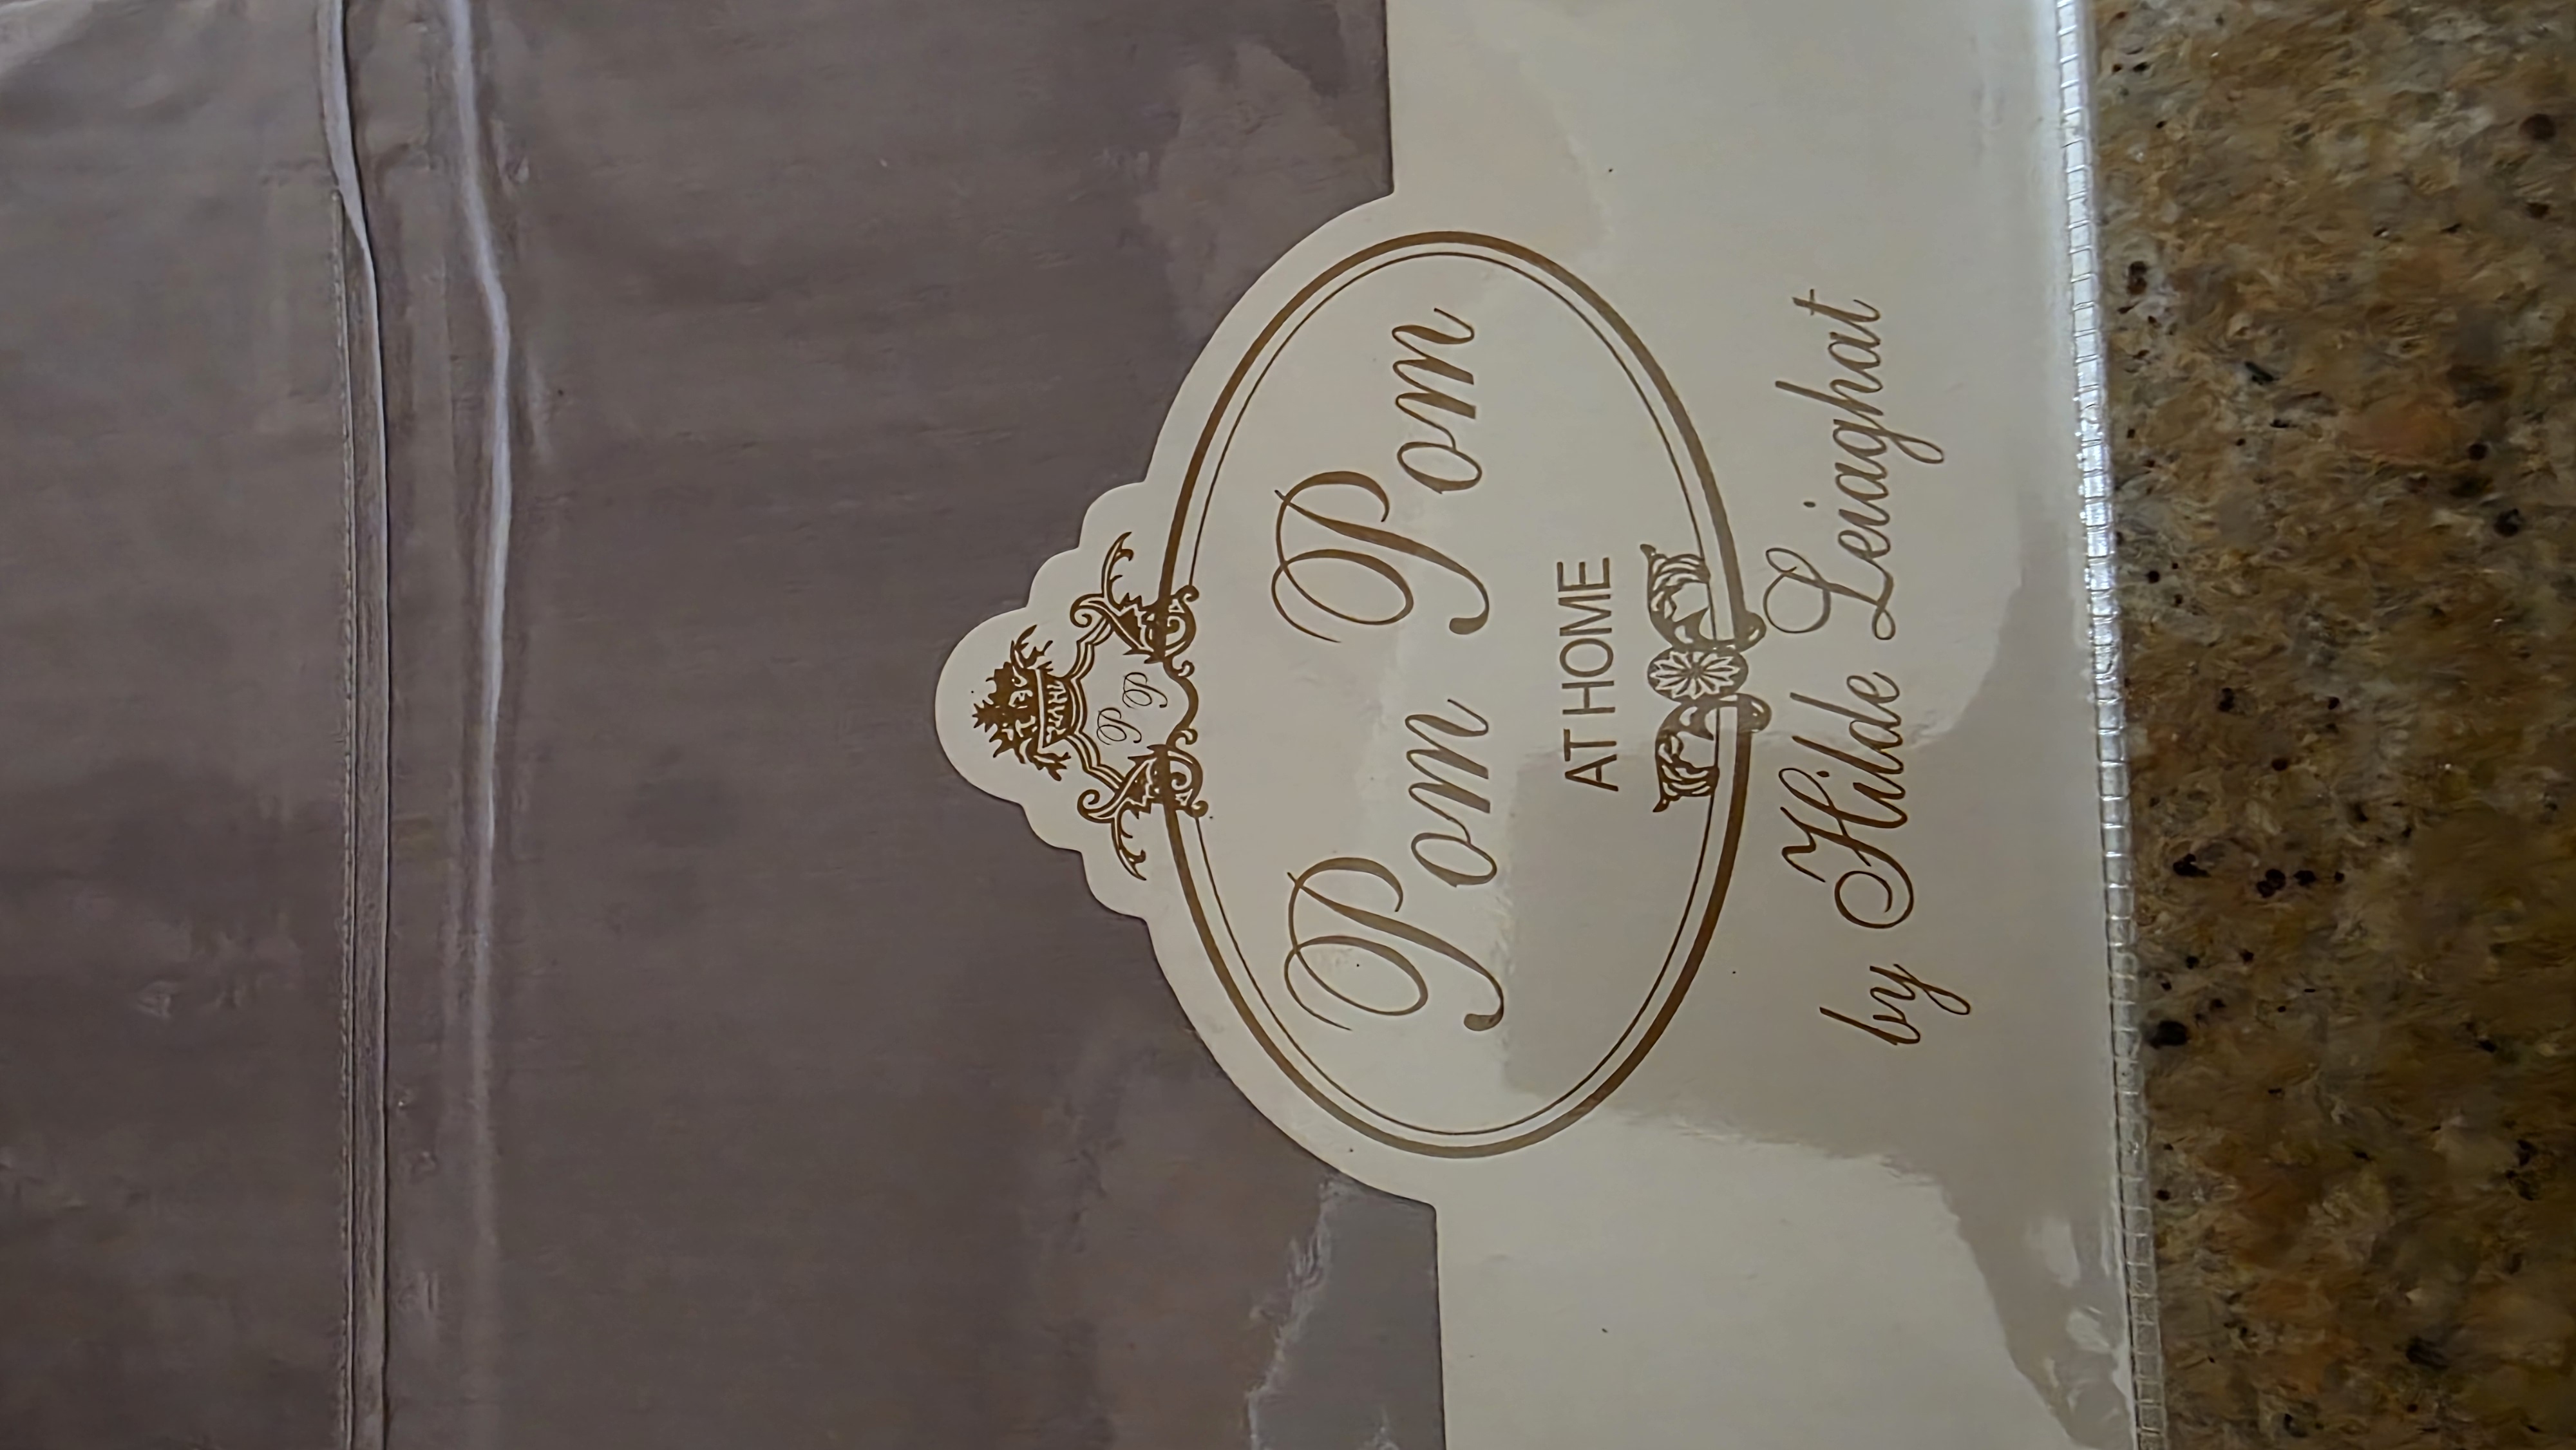 P P
Pom Pom
AT HOME
by Hilde Leiaghat